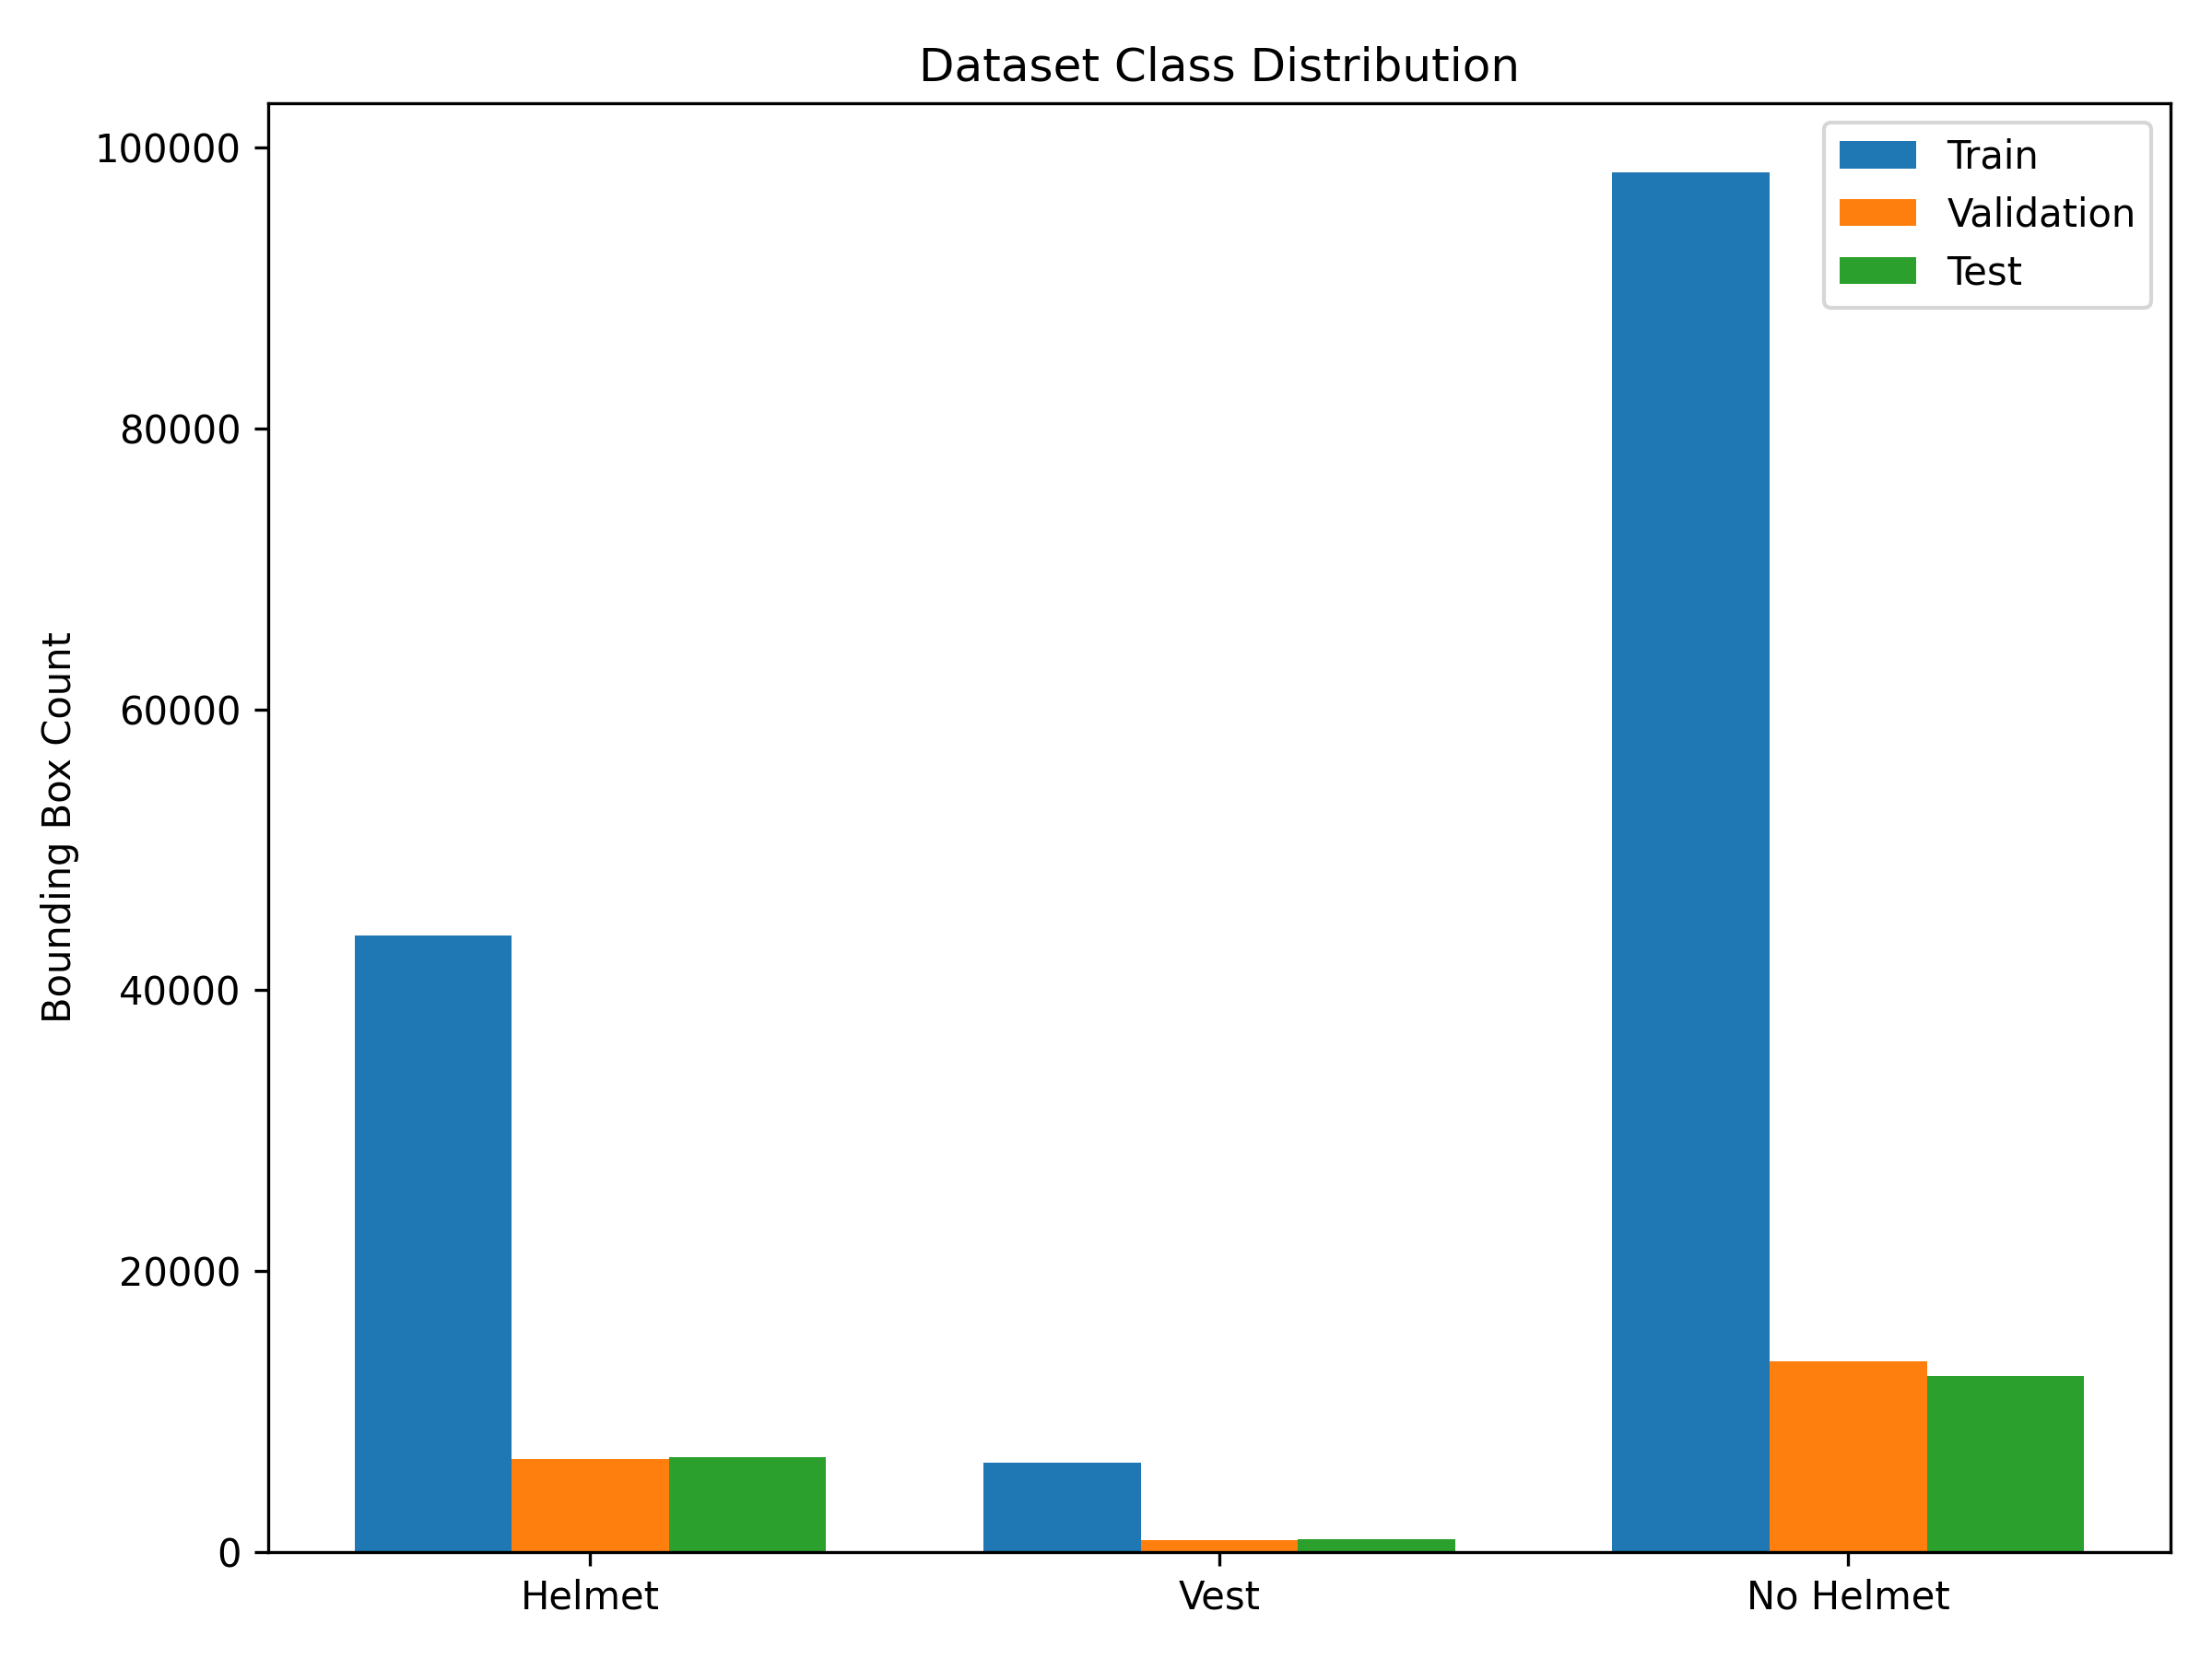 Dataset Class Distribution
Train
Validation
Test
Bounding Box Count
100000
80000
60000
40000
20000
0
Helmet
Vest
No Helmet